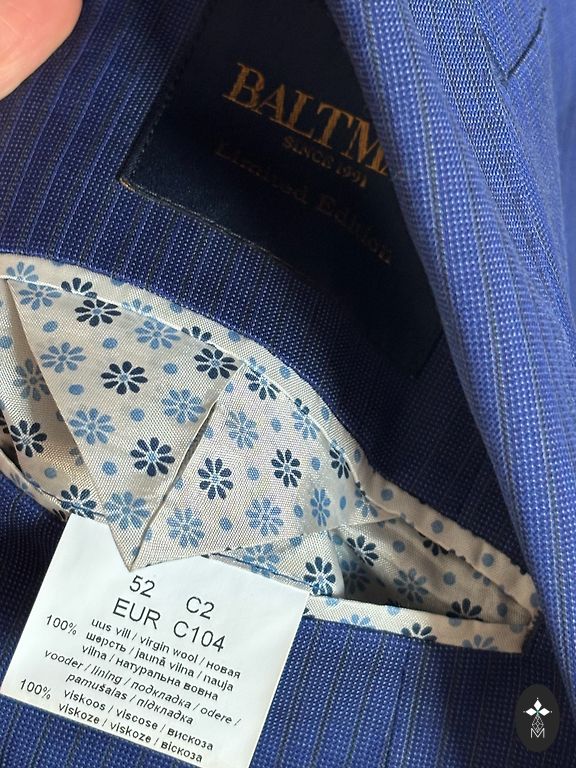 BALTMA
SINCE 1991
Limited Edition
52 C2
EUR C104
100% uus vill / virgin wool / новая
шерсть / jaunā vilna / nauja
vilna / натуральна вовна
vooder / lining / подкладка / odere /
pamušalas / підкладка
100% viskoos / viscose / вискоза
viskoze / viskozė / віскоза
M